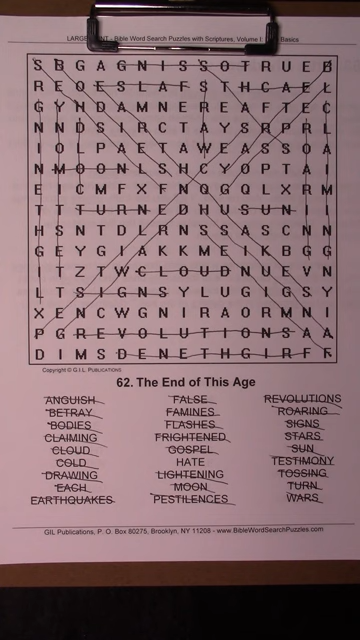 LARGE PRINT - Bible Word Search Puzzles with Scriptures, Volume I: Basics
S B G A G N I S S O T R U E B
R E O E S L A F S T H C A E L
G Y H D A M N E R E A F T E C
N N D S I R C T A Y S R P R L
I O L P A E T A W E A S S O A
N M O O N L S H C Y O P T A I
E I C M F X F N Q G Q L X R M
T T T U R N E D H U S U N I I
H S N T D L R N S S A S C N N
G E Y G I A K K M E I K B G G
I T Z T W C L O U D N U E V N
L T S I G N S Y L U G I G S Y
X E N C W G N I R A O R M N I
P G R E V O L U T I O N S A A
D I M S D E N E T H G I R F F
Copyright © G.I.L. PUBLICATIONS
62. The End of This Age
ANGUISH FALSE REVOLUTIONS
BETRAY FAMINES ROARING
BODIES FLASHES SIGNS
CLAIMING FRIGHTENED STARS
CLOUD GOSPEL SUN
COLD HATE TESTIMONY
DRAWING LIGHTENING TOSSING
EACH MOON TURN
EARTHQUAKES PESTILENCES WARS
GIL Publications, P. O. Box 80275, Brooklyn, NY 11208 - www.BibleWordSearchPuzzles.com